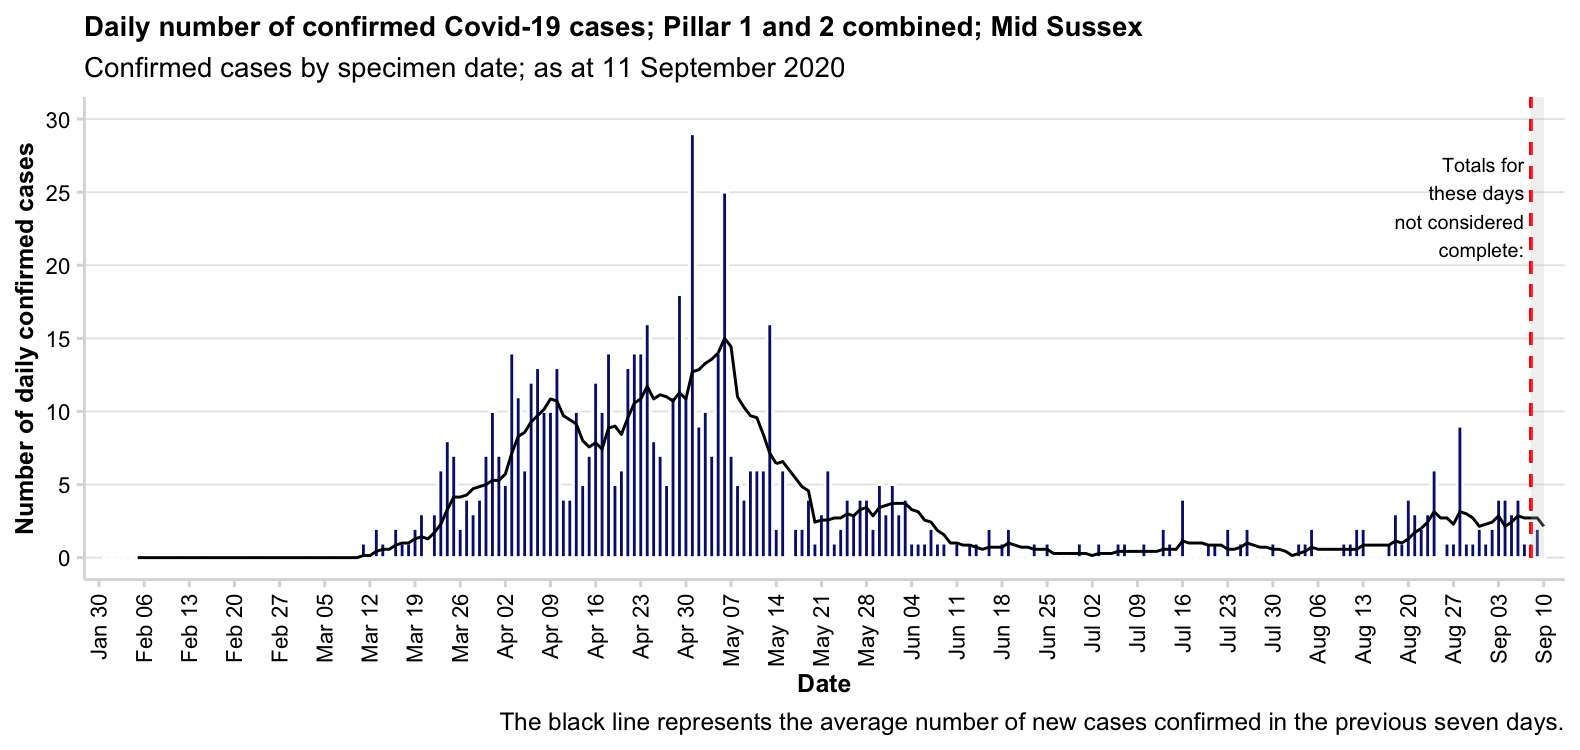 Daily number of confirmed Covid-19 cases; Pillar 1 and 2 combined; Mid Sussex
Confirmed cases by specimen date; as at 11 September 2020
Number of daily confirmed cases
30
25
20
15
10
5
0
Totals for
these days
not considered
complete:
Jan 30
Feb 06
Feb 13
Feb 20
Feb 27
Mar 05
Mar 12
Mar 19
Mar 26
Apr 02
Apr 09
Apr 16
Apr 23
Apr 30
May 07
May 14
May 21
May 28
Jun 04
Jun 11
Jun 18
Jun 25
Jul 02
Jul 09
Jul 16
Jul 23
Jul 30
Aug 06
Aug 13
Aug 20
Aug 27
Sep 03
Sep 10
Date
The black line represents the average number of new cases confirmed in the previous seven days.